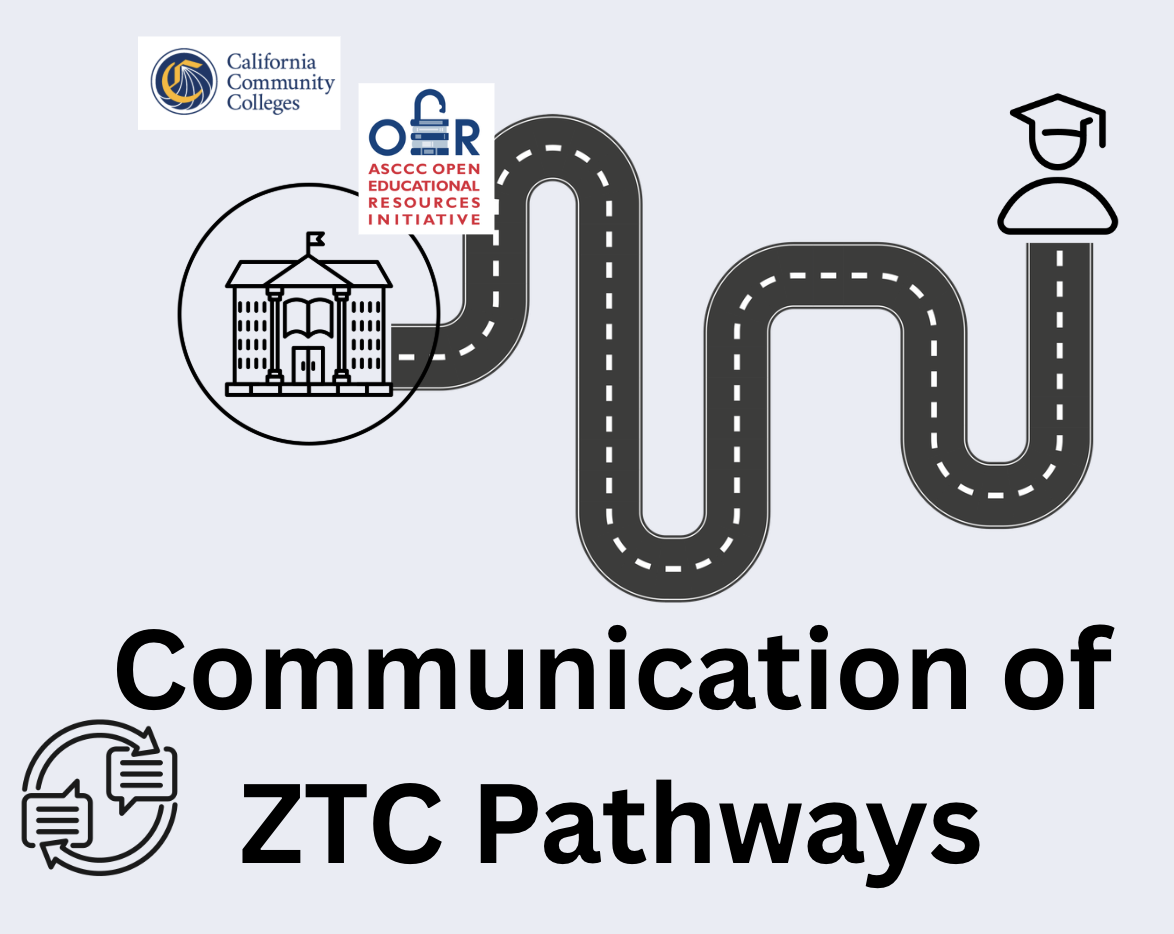 California
Community
Colleges
OER
ASCCC OPEN
EDUCATIONAL
RESOURCES
INITIATIVE
Communication of
ZTC Pathways